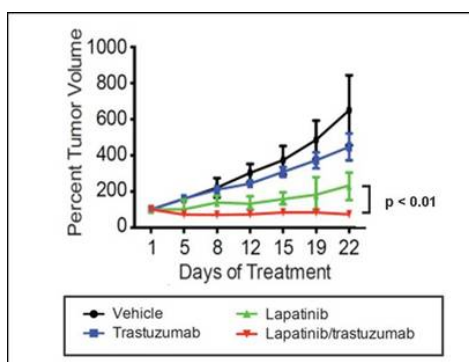 1000
800
600
400
200
0
Percent Tumor Volume
1 5 8 12 15 19 22
Days of Treatment
p < 0.01
Vehicle
Lapatinib
Trastuzumab
Lapatinib/trastuzumab